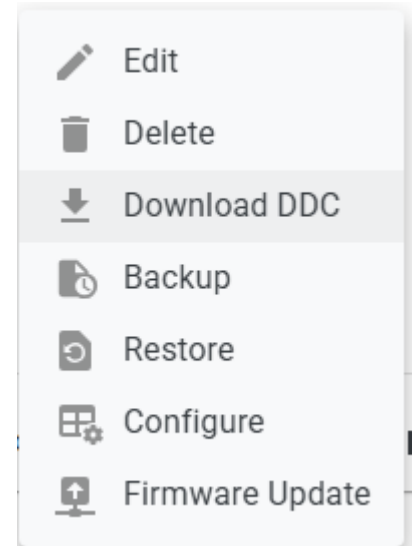 Edit
Delete
Download DDC
Backup
Restore
Configure
Firmware Update